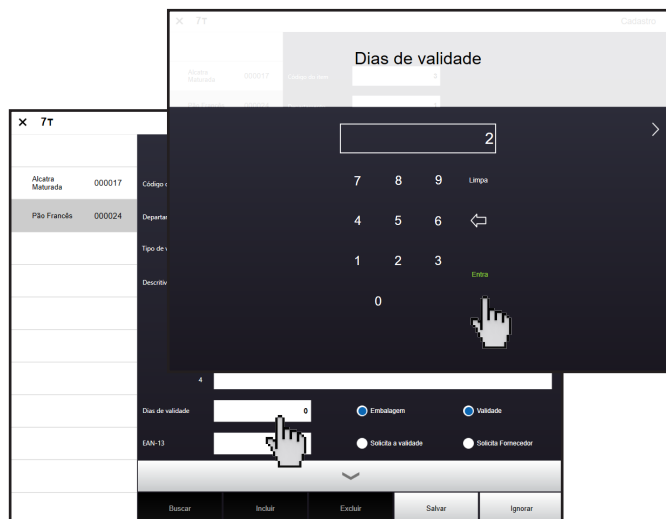 × 7T Cadastro
Dias de validade
Alcatra Maturada 000017 Código do item
2
7 8 9 Limpa
4 5 6
1 2 3
Entra
0
× 7T
Alcatra
Maturada 000017 Código
Pão Francês 000024 Departar
Tipo de v
Descritiv
4
Dias de validade 0 Embalagem Validade
EAN-13 Solicita a validade Solicita Fornecedor
Buscar Incluir Excluir Salvar Ignorar